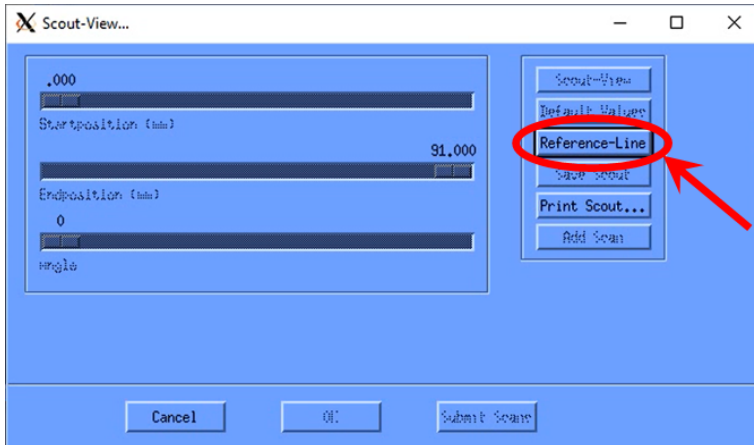 Scout-View...
.000
Startposition (mm)
91.000
Endposition (mm)
0
Angle
Scout-View
Default Values
Reference-Line
Save Scout
Print Scout...
Add Scan
Cancel
OK
Submit Scans